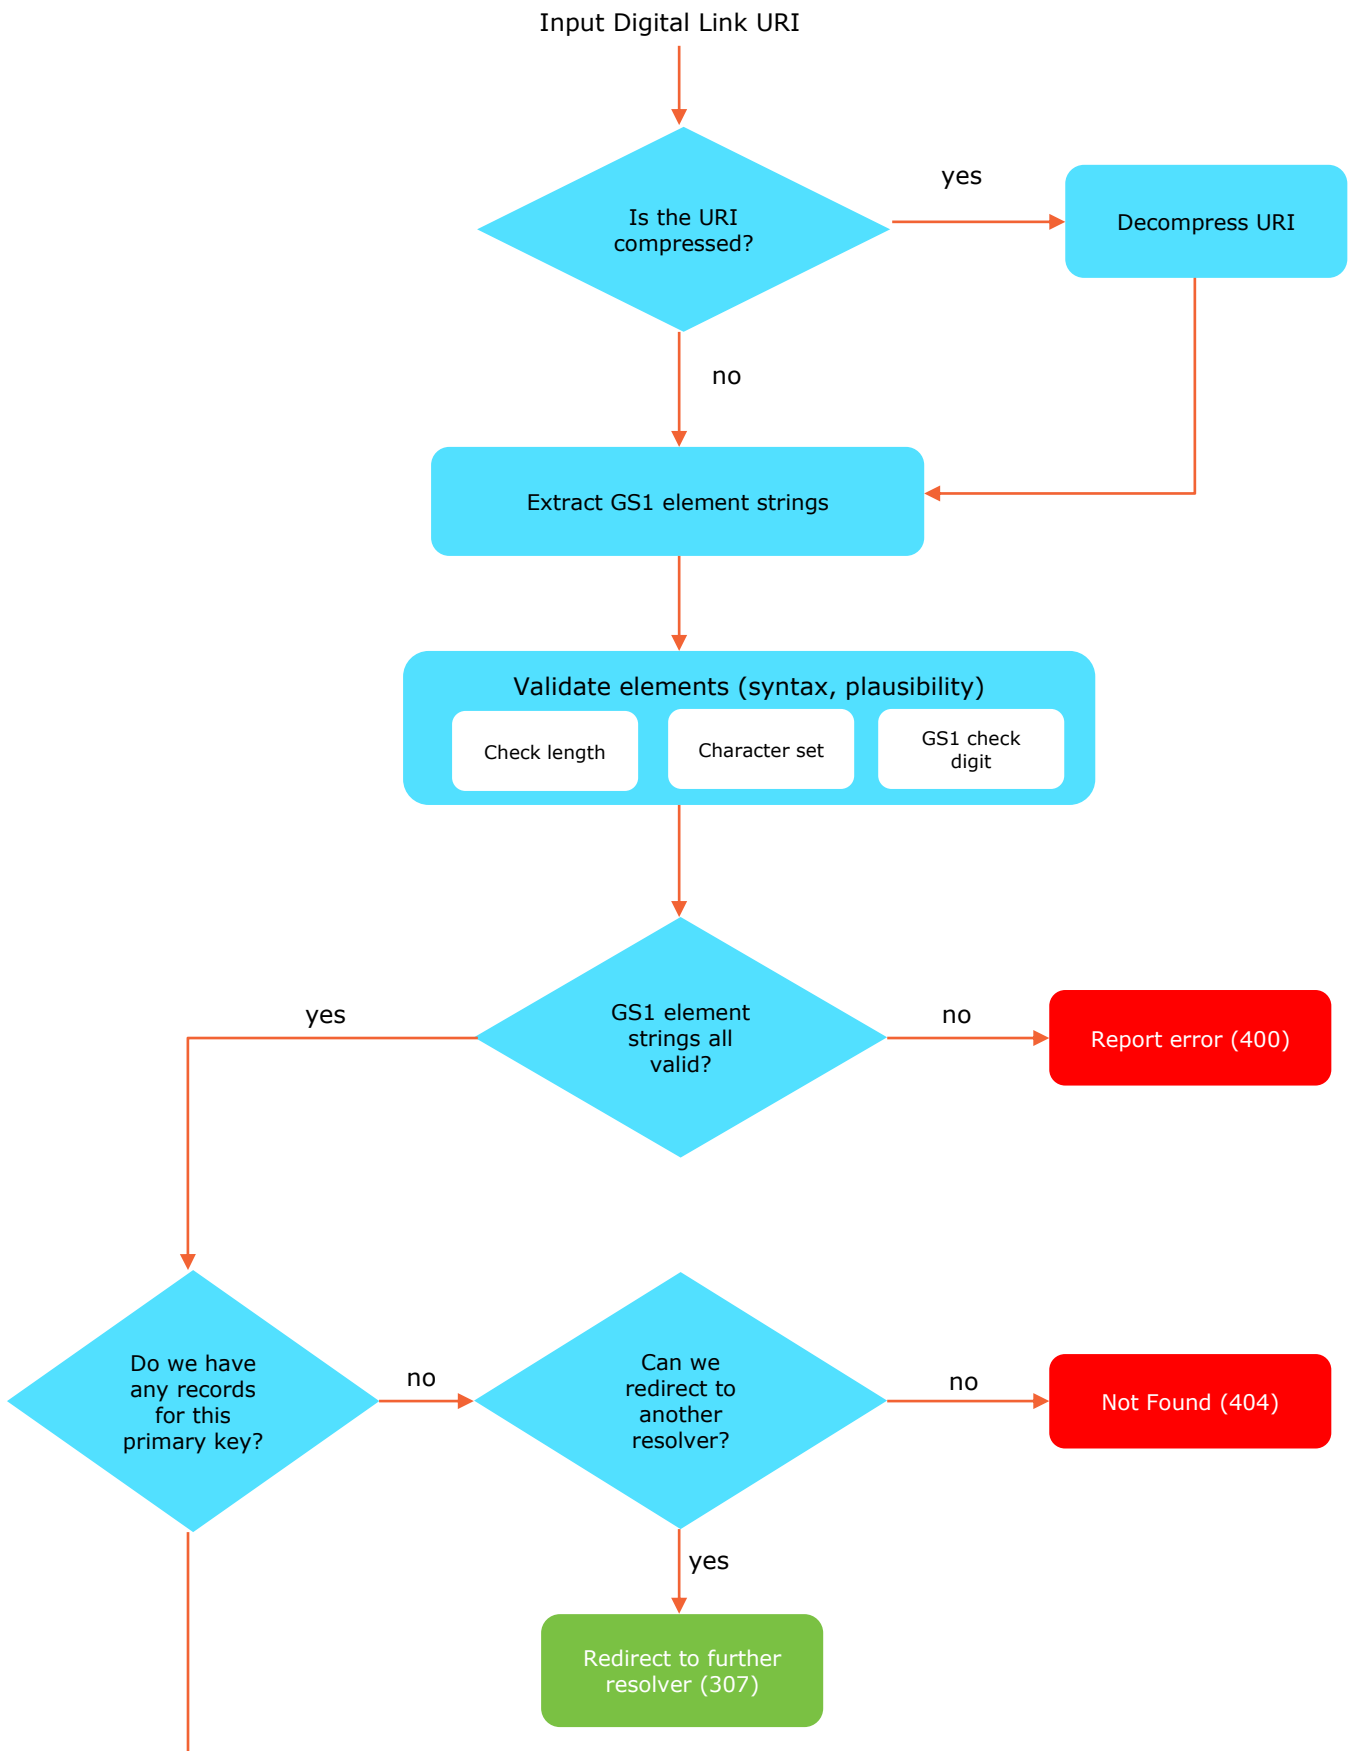 Input Digital Link URI
Is the URI
compressed?
yes
Decompress URI
no
Extract GS1 element strings
Validate elements (syntax, plausibility)
Check length
Character set
GS1 check
digit
GS1 element
strings all
valid?
yes
no
Report error (400)
Do we have
any records
for this
primary key?
no
Can we
redirect to
another
resolver?
no
Not Found (404)
yes
Redirect to further
resolver (307)